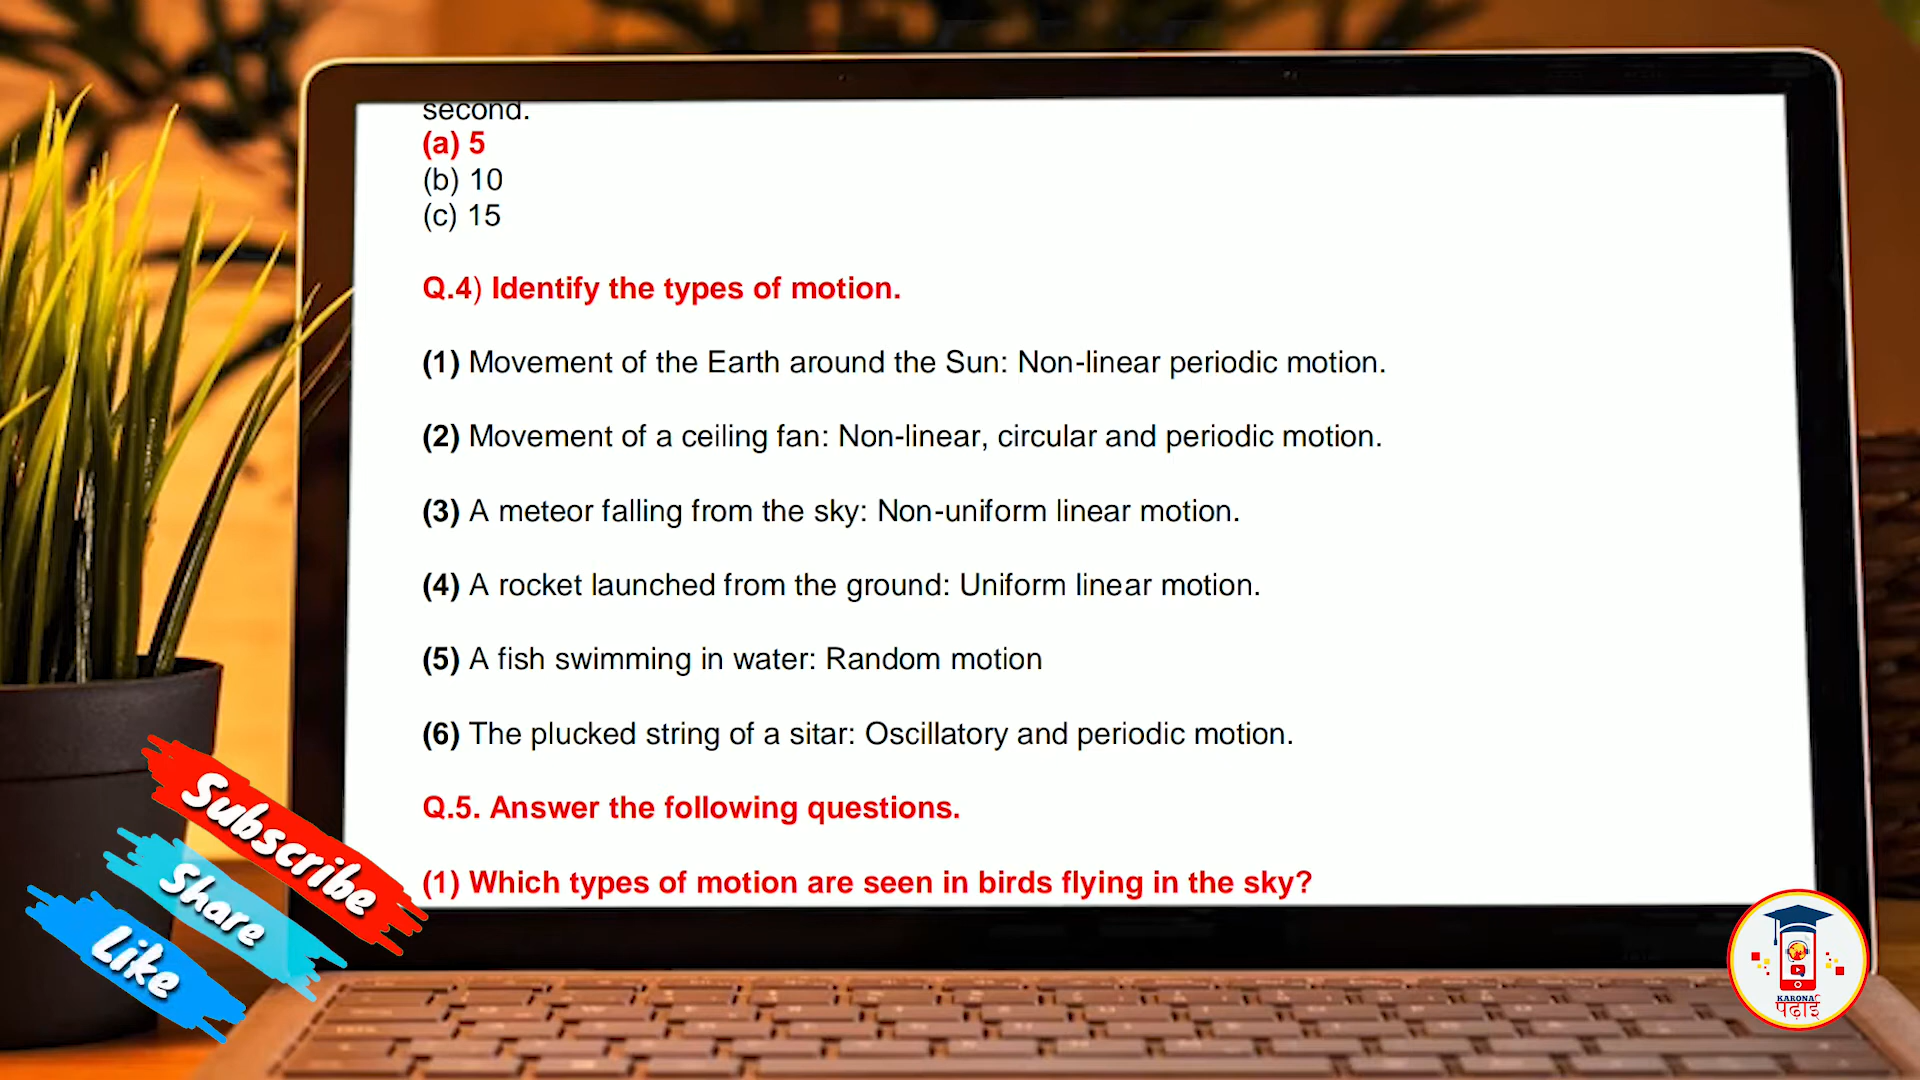 second.
(a) 5
(b) 10
(c) 15
Q.4) Identify the types of motion.
(1) Movement of the Earth around the Sun: Non-linear periodic motion.
(2) Movement of a ceiling fan: Non-linear, circular and periodic motion.
(3) A meteor falling from the sky: Non-uniform linear motion.
(4) A rocket launched from the ground: Uniform linear motion.
(5) A fish swimming in water: Random motion
(6) The plucked string of a sitar: Oscillatory and periodic motion.
Q.5. Answer the following questions.
(1) Which types of motion are seen in birds flying in the sky?
Subscribe
Share
Like
KARONA
पढ़ाई